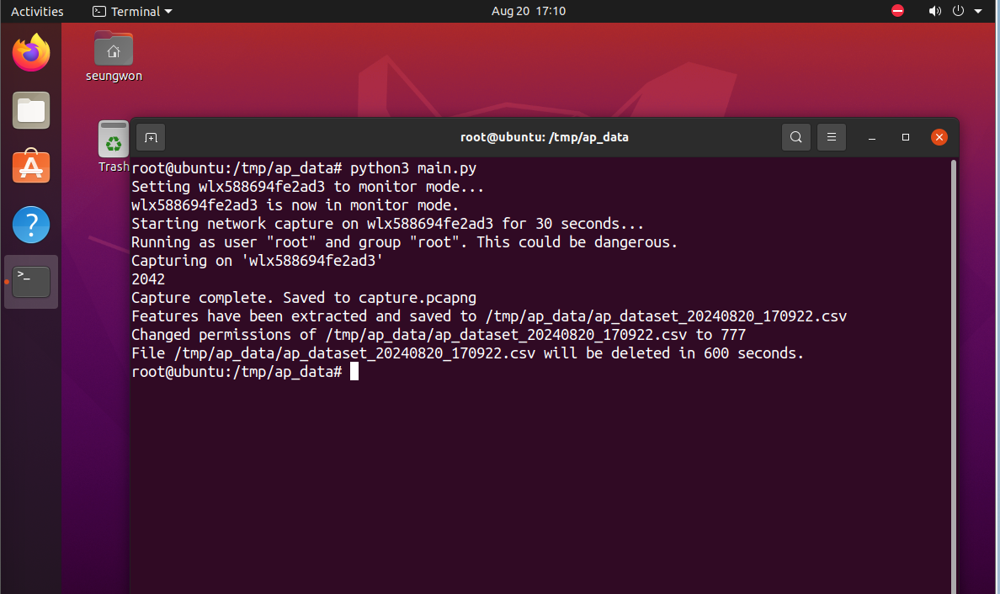 Activities
Terminal
Aug 20 17:10
seungwon
Trash
root@ubuntu: /tmp/ap_data
root@ubuntu:/tmp/ap_data# python3 main.py
Setting wlx588694fe2ad3 to monitor mode...
wlx588694fe2ad3 is now in monitor mode.
Starting network capture on wlx588694fe2ad3 for 30 seconds...
Running as user "root" and group "root". This could be dangerous.
Capturing on 'wlx588694fe2ad3'
2042
Capture complete. Saved to capture.pcapng
Features have been extracted and saved to /tmp/ap_data/ap_dataset_20240820_170922.csv
Changed permissions of /tmp/ap_data/ap_dataset_20240820_170922.csv to 777
File /tmp/ap_data/ap_dataset_20240820_170922.csv will be deleted in 600 seconds.
root@ubuntu:/tmp/ap_data#